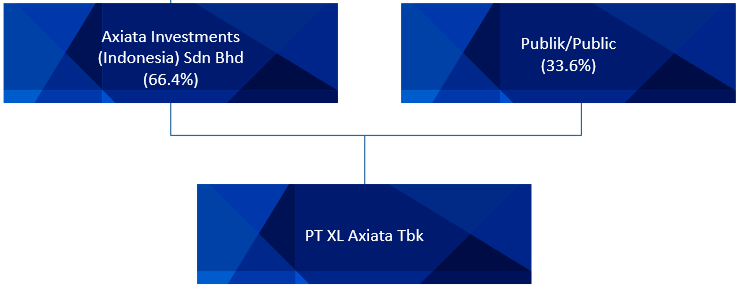 Axiata Investments
(Indonesia) Sdn Bhd
(66.4%)
Publik/Public
(33.6%)
PT XL Axiata Tbk